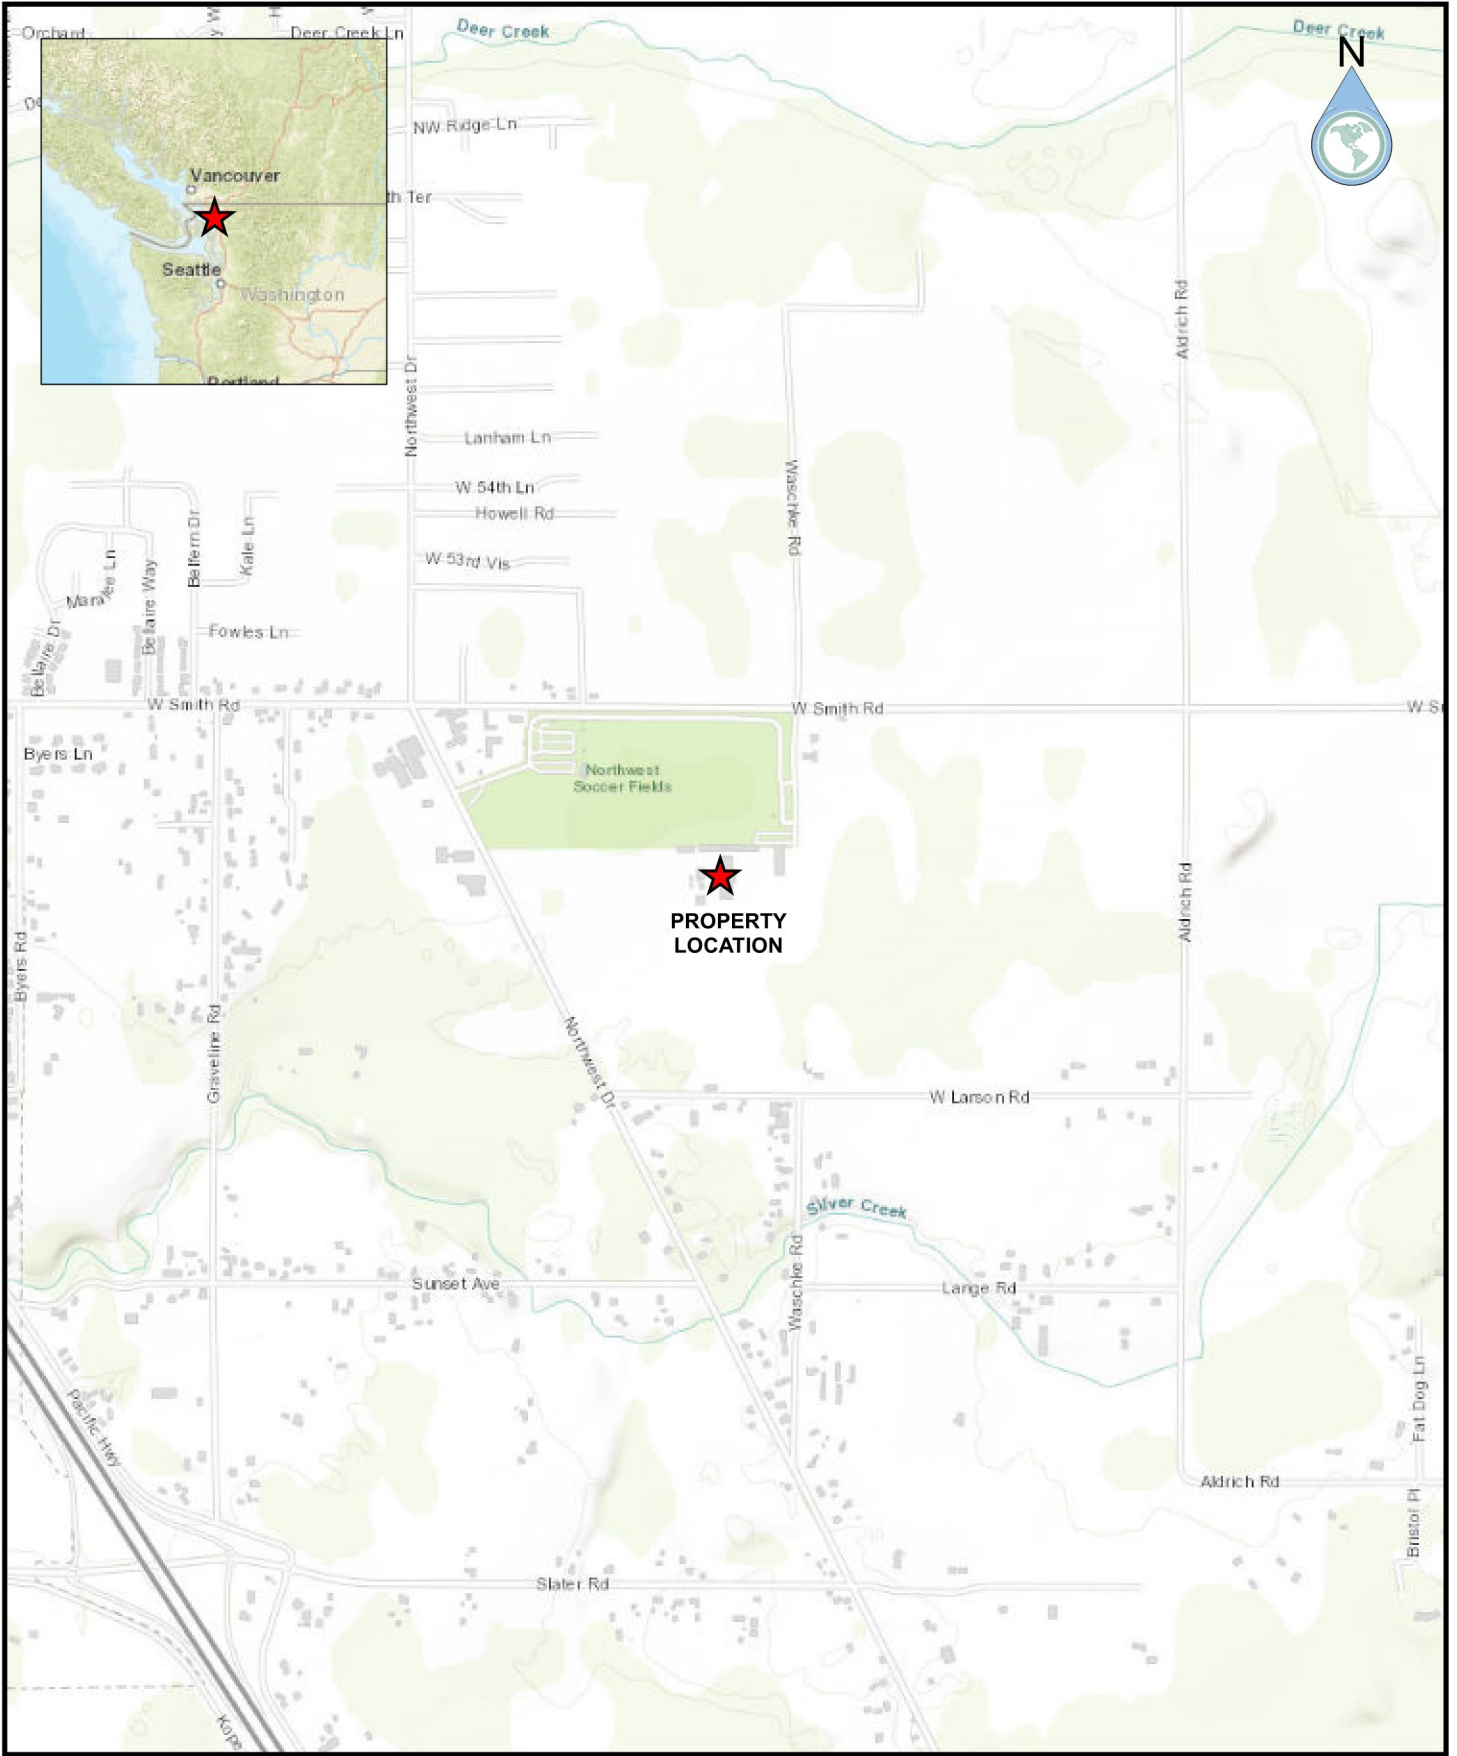 Orchard
Deer Creek Ln
Deer Creek
Deer Creek
N
NW Ridge Ln
Vancouver
th Ter
Seattle
Washington
Portland
Aldrich Rd
Northwest Dr
Lanham Ln
W 54th Ln
Howell Rd
Waschke Rd
W 53rd Vis
Belfern Dr
Kale Ln
Bellaire Way
Fowles Ln
Bellaire Dr
W Smith Rd
W Smith Rd
Byers Ln
Northwest
Soccer Fields
PROPERTY
LOCATION
Aldrich Rd
Byers Rd
Graveline Rd
Northwest Dr
W Larson Rd
Silver Creek
Waschke Rd
Sunset Ave
Lange Rd
Pacific Hwy
Fat Dog Ln
Aldrich Rd
Bristol Pl
Slater Rd
Kope